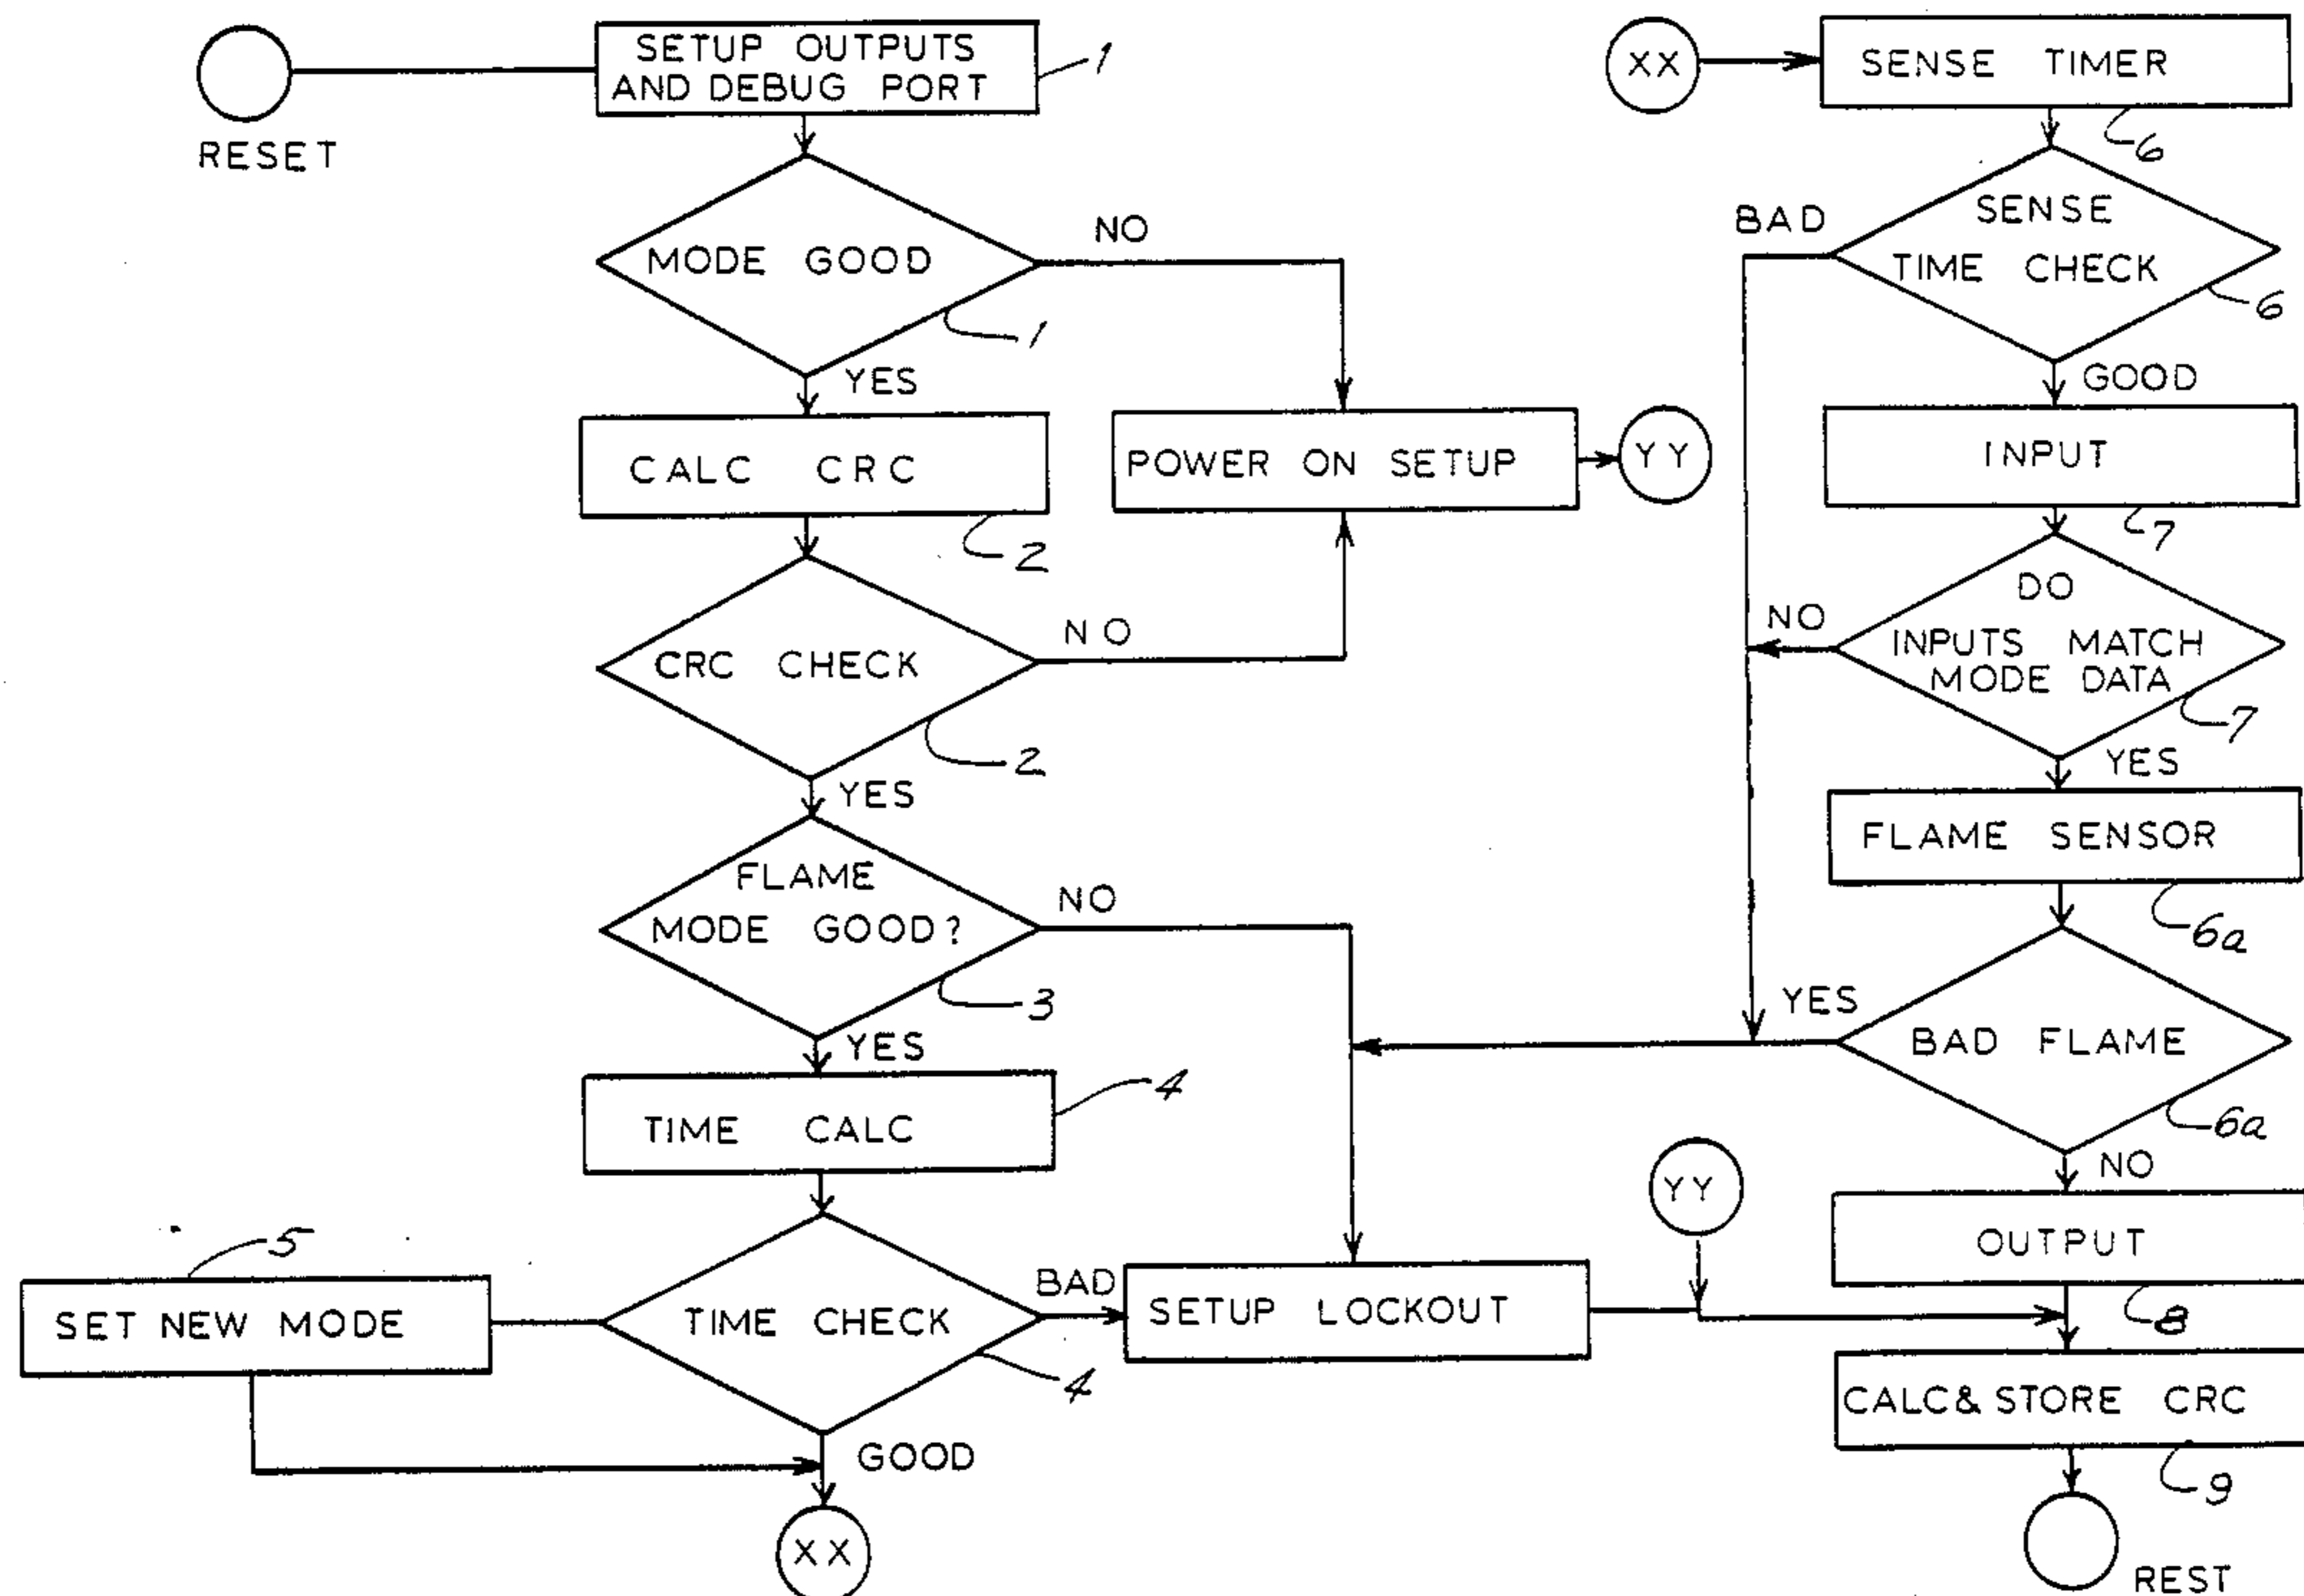 RESET
SETUP OUTPUTS
AND DEBUG PORT
1
MODE GOOD
1
NO
YES
CALC CRC
2
POWER ON SETUP
YY
CRC CHECK
2
NO
YES
FLAME
MODE GOOD?
3
NO
YES
TIME CALC
4
TIME CHECK
4
BAD
GOOD
5
SET NEW MODE
XX
SETUP LOCKOUT
YY
XX
SENSE TIMER
6
SENSE
TIME CHECK
6
BAD
GOOD
INPUT
7
DO
INPUTS MATCH
MODE DATA
7
NO
YES
FLAME SENSOR
6a
BAD FLAME
6a
YES
NO
OUTPUT
8
CALC & STORE CRC
9
REST